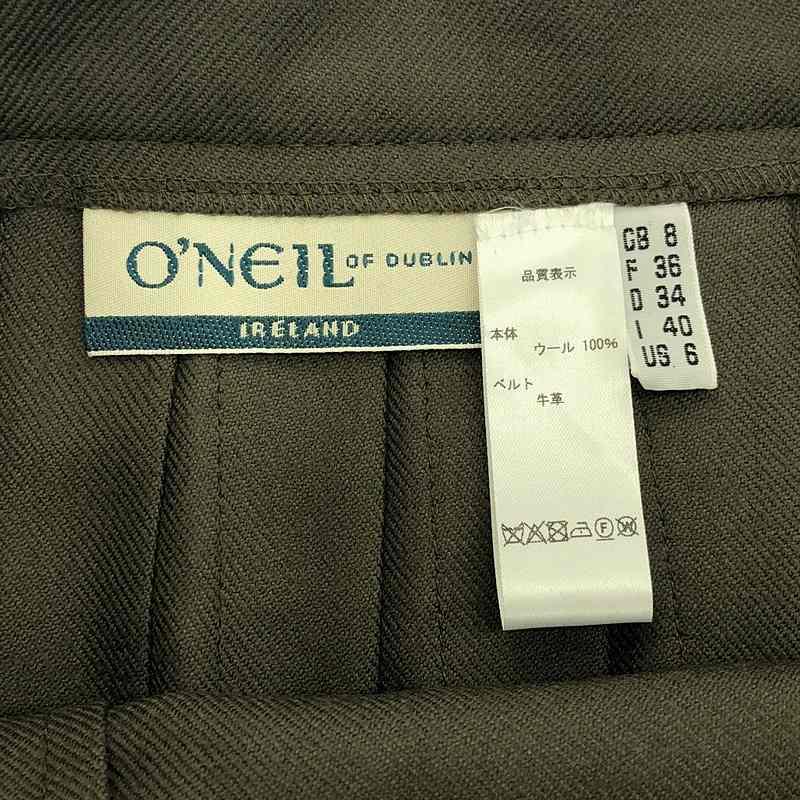 O'NEIL OF DUBLIN
IRELAND
品質表示
本体
ウール 100%
ベルト
牛革
GB 8
F 36
D 34
I 40
US 6